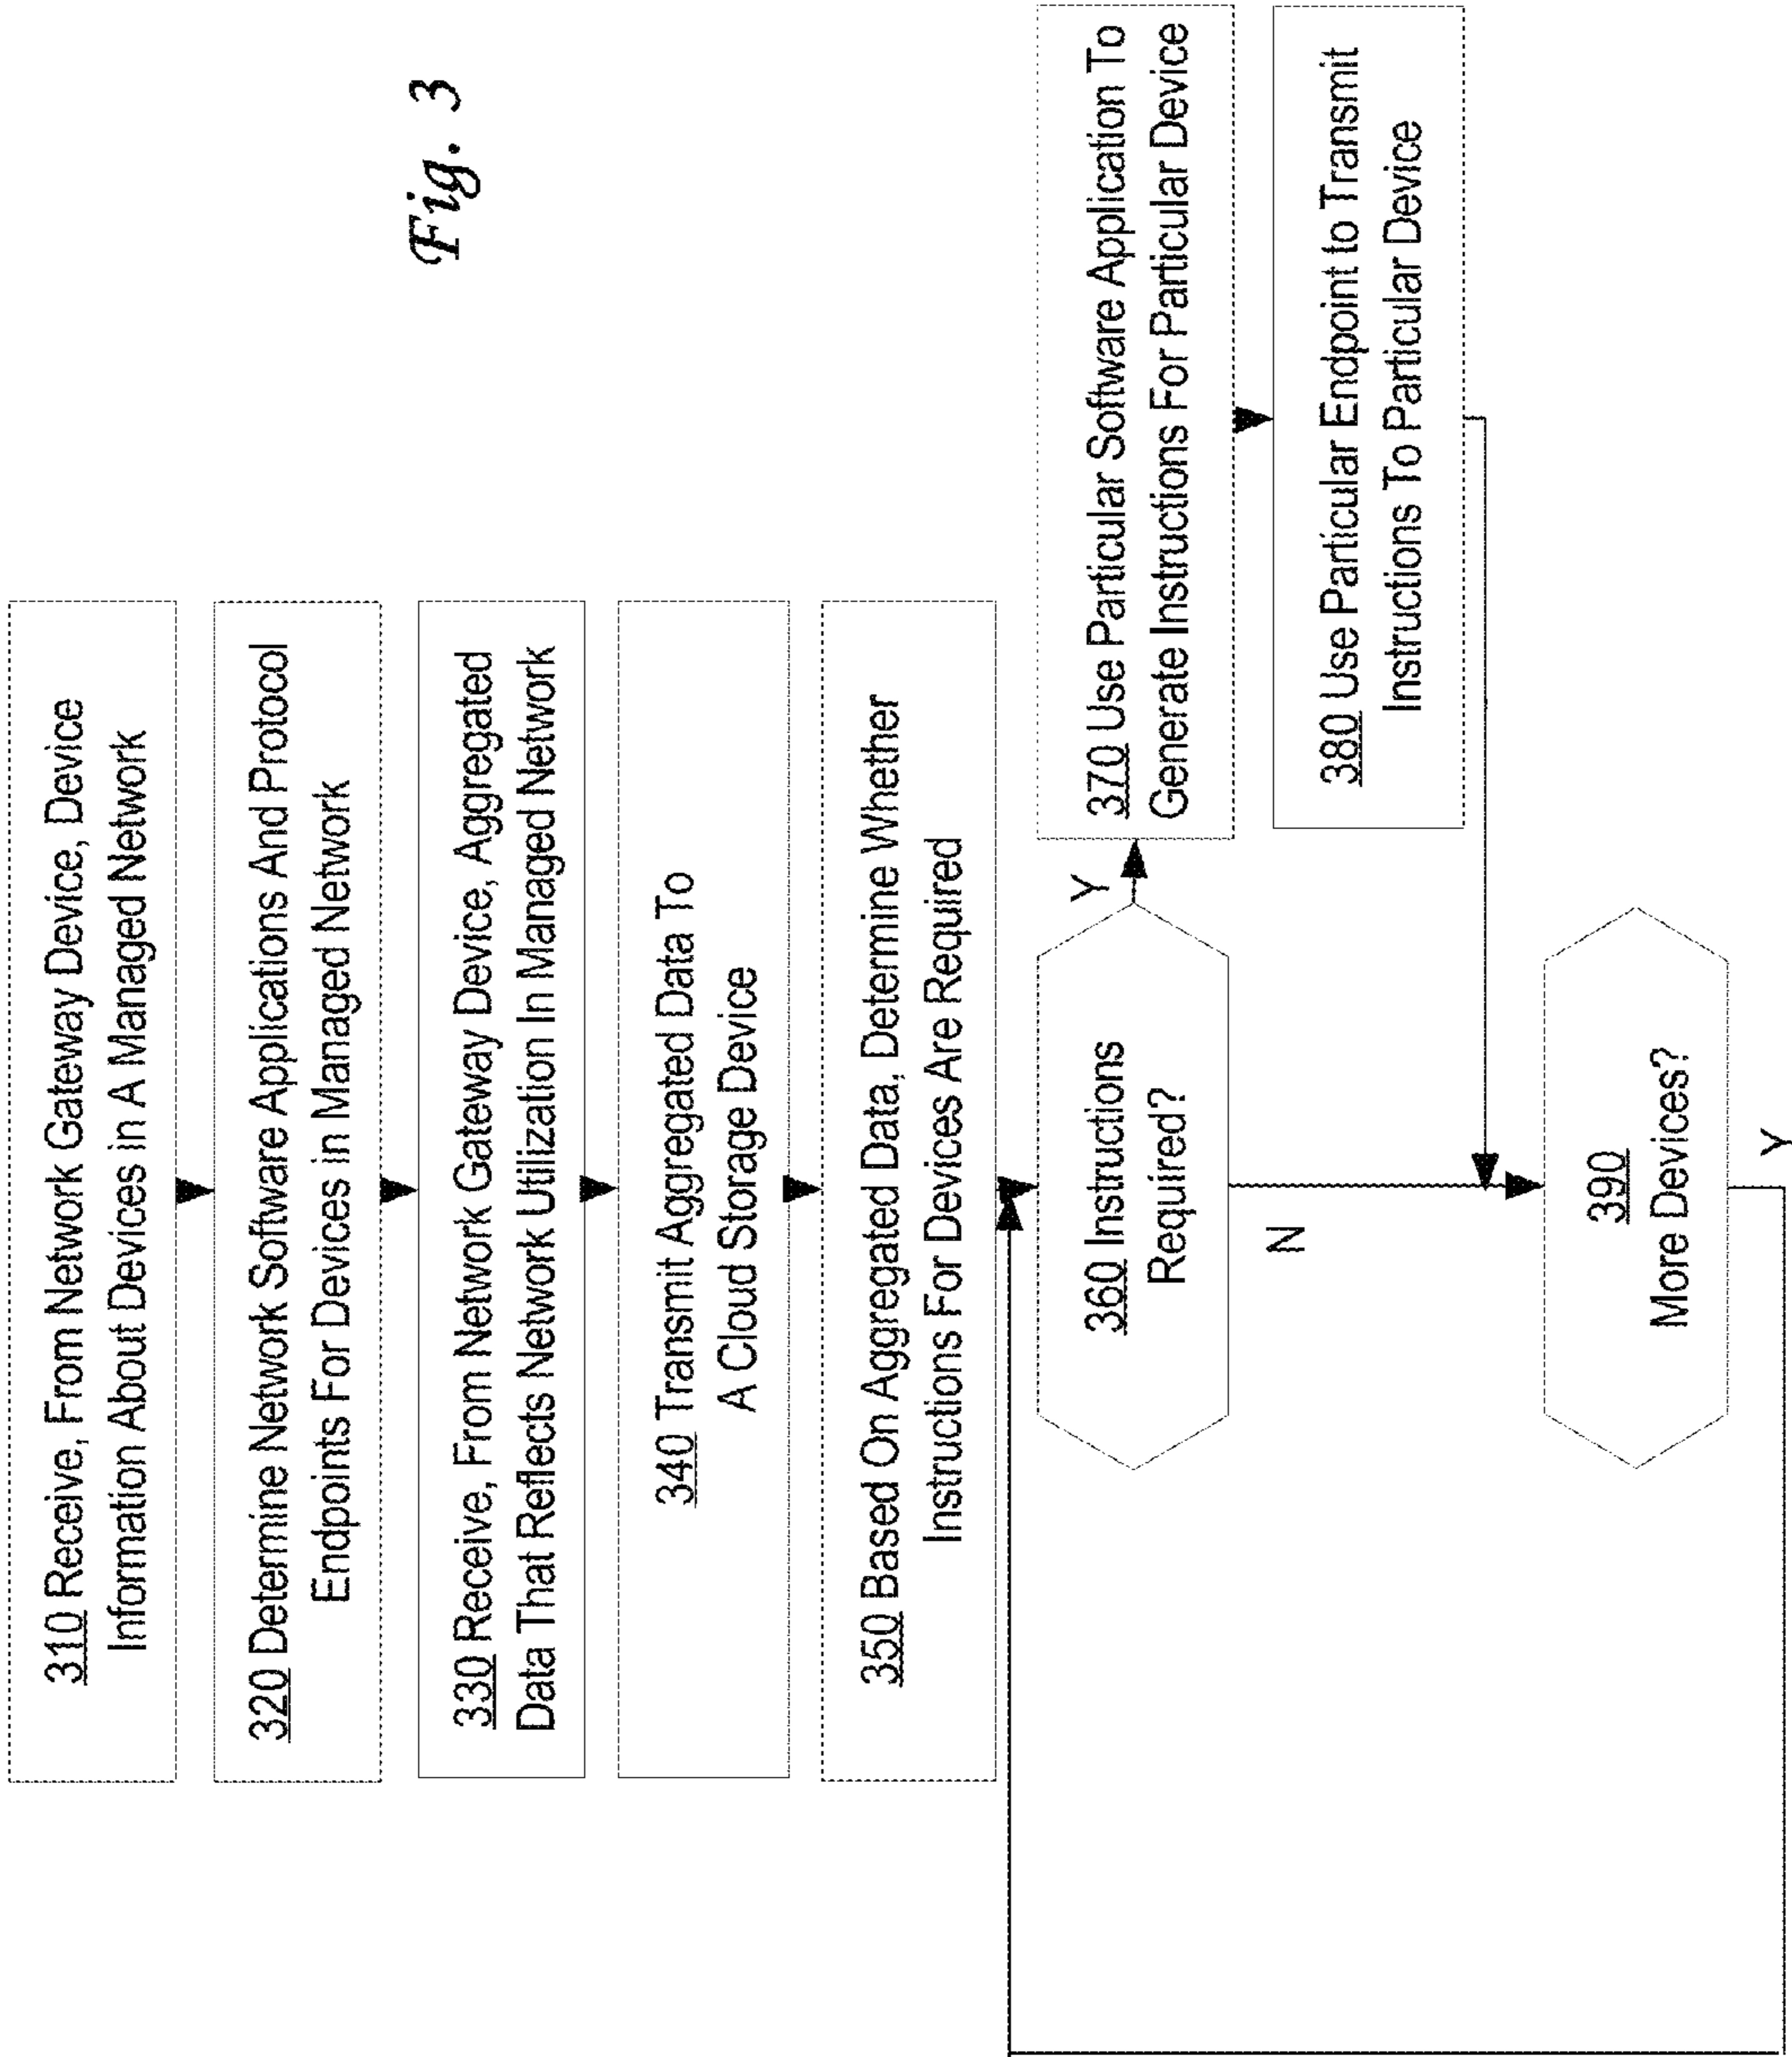 310 Receive, From Network Gateway Device, Device
Information About Devices in A Managed Network
320 Determine Network Software Applications And Protocol
Endpoints For Devices in Managed Network
330 Receive, From Network Gateway Device, Aggregated
Data That Reflects Network Utilization In Managed Network
340 Transmit Aggregated Data To
A Cloud Storage Device
350 Based On Aggregated Data, Determine Whether
Instructions For Devices Are Required
360 Instructions
Required?
Y
N
370 Use Particular Software Application To
Generate Instructions For Particular Device
380 Use Particular Endpoint to Transmit
Instructions To Particular Device
390
More Devices?
Y
Fig. 3